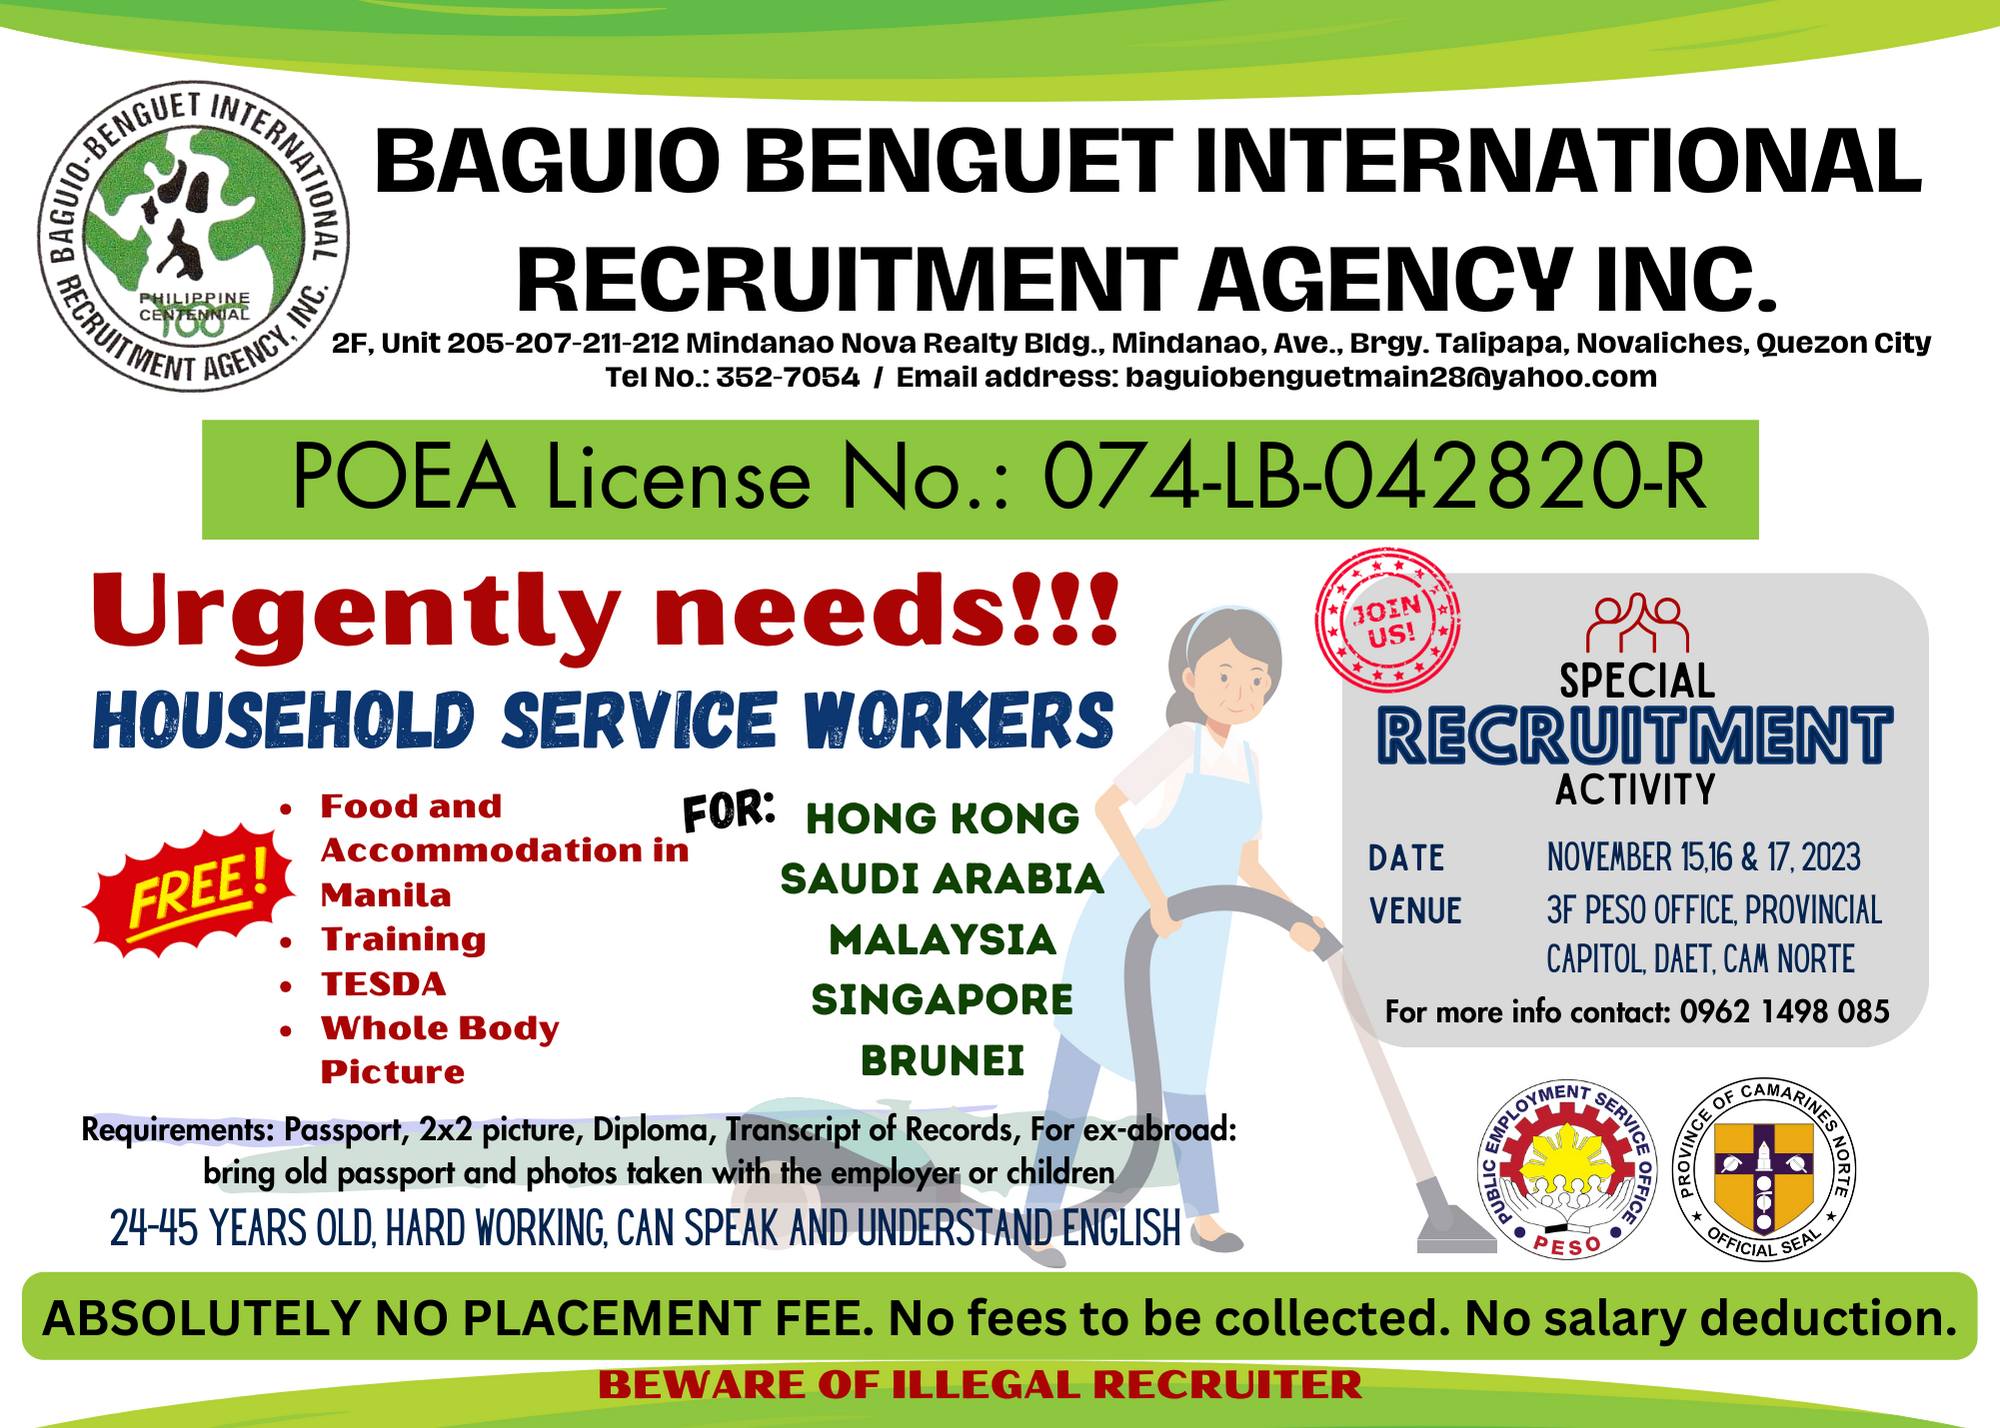 BAGUIO-BENGUET INTERNATIONAL
RECRUITMENT AGENCY, INC.
PHILIPPINE
CENTENNIAL
100
BAGUIO BENGUET INTERNATIONAL
RECRUITMENT AGENCY INC.
2F, Unit 205-207-211-212 Mindanao Nova Realty Bldg., Mindanao, Ave., Brgy. Talipapa, Novaliches, Quezon City
Tel No.: 352-7054 / Email address: baguiobenguetmain28@yahoo.com
POEA License No.: 074-LB-042820-R
Urgently needs!!!
HOUSEHOLD SERVICE WORKERS
FREE!
• Food and
Accommodation in
Manila
• Training
• TESDA
• Whole Body
Picture
FOR:
HONG KONG
SAUDI ARABIA
MALAYSIA
SINGAPORE
BRUNEI
Requirements: Passport, 2x2 picture, Diploma, Transcript of Records, For ex-abroad:
bring old passport and photos taken with the employer or children
24-45 YEARS OLD, HARD WORKING, CAN SPEAK AND UNDERSTAND ENGLISH
JOIN
US!
SPECIAL
RECRUITMENT
ACTIVITY
DATE NOVEMBER 15,16 & 17, 2023
VENUE 3F PESO OFFICE, PROVINCIAL
CAPITOL, DAET, CAM NORTE
For more info contact: 0962 1498 085
PUBLIC EMPLOYMENT SERVICE OFFICE
PESO
PROVINCE OF CAMARINES NORTE
OFFICIAL SEAL
ABSOLUTELY NO PLACEMENT FEE. No fees to be collected. No salary deduction.
BEWARE OF ILLEGAL RECRUITER